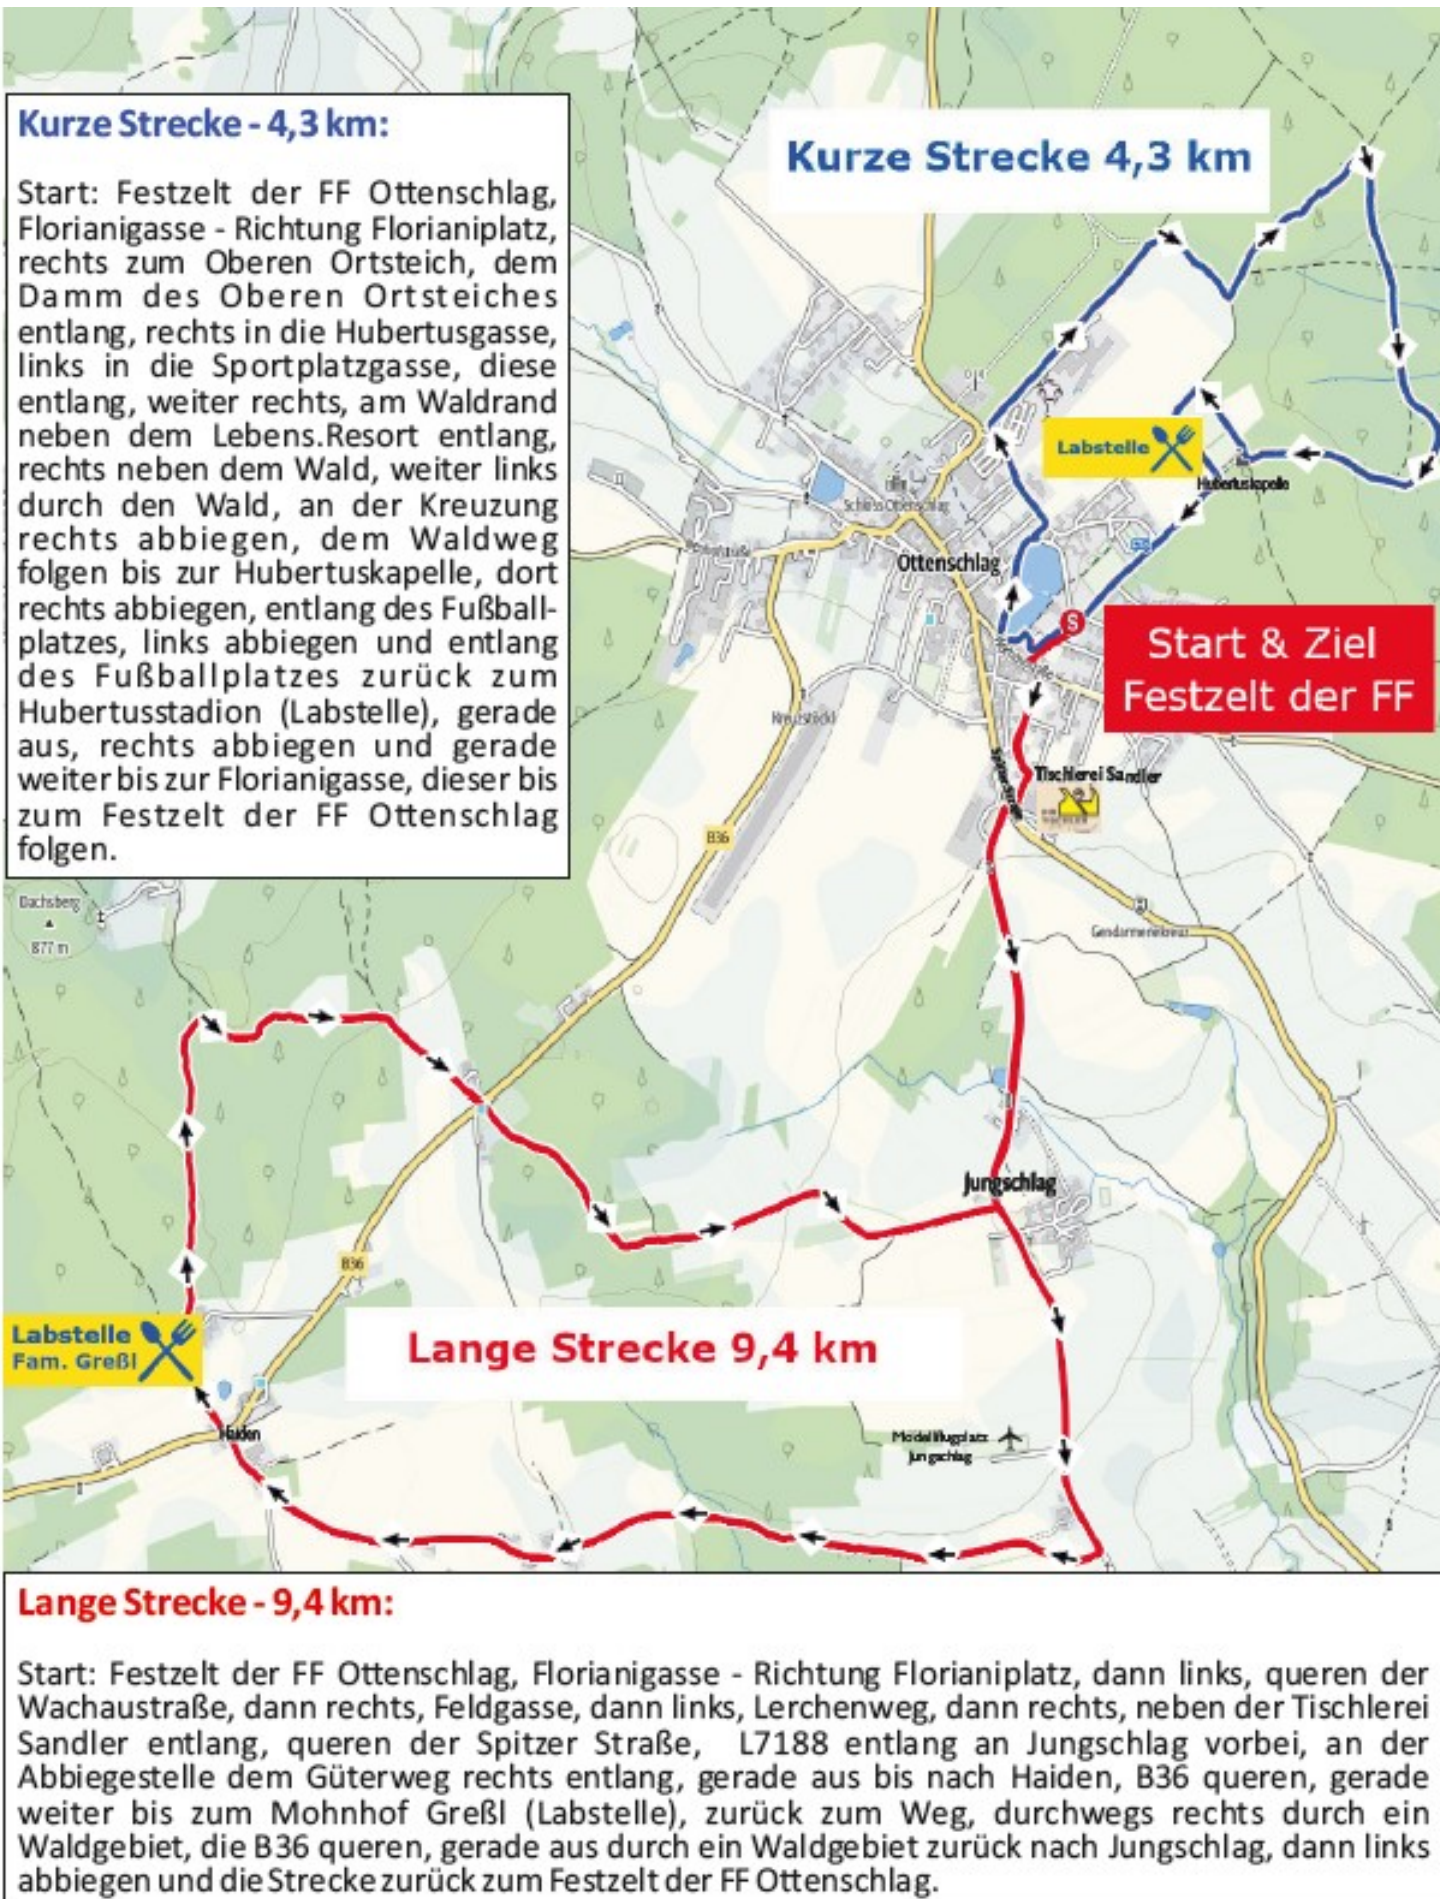 Kurze Strecke - 4,3 km:
Start: Festzelt der FF Ottenschlag,
Florianigasse - Richtung Florianiplatz,
rechts zum Oberen Ortsteich, dem
Damm des Oberen Ortsteiches
entlang, rechts in die Hubertusgasse,
links in die Sportplatzgasse, diese
entlang, weiter rechts, am Waldrand
neben dem Lebens.Resort entlang,
rechts neben dem Wald, weiter links
durch den Wald, an der Kreuzung
rechts abbiegen, dem Waldweg
folgen bis zur Hubertuskapelle, dort
rechts abbiegen, entlang des Fußball-
platzes, links abbiegen und entlang
des Fußballplatzes zurück zum
Hubertusstadion (Labstelle), gerade
aus, rechts abbiegen und gerade
weiter bis zur Florianigasse, dieser bis
zum Festzelt der FF Ottenschlag
folgen.
Kurze Strecke 4,3 km
Labstelle
Hubertuskapelle
Schloss Ottenschlag
Ottenschlag
S
Start & Ziel
Festzelt der FF
Kreuzstöckl
Tischlerei Sandler
Spitzer Straße
B36
Dachsberg
877 m
H
Gendarmeriekreuz
Jungschlag
B36
Labstelle
Fam. Greßl
Lange Strecke 9,4 km
Haiden
Modellflugplatz
Jungschlag
Lange Strecke - 9,4 km:
Start: Festzelt der FF Ottenschlag, Florianigasse - Richtung Florianiplatz, dann links, queren der
Wachaustraße, dann rechts, Feldgasse, dann links, Lerchenweg, dann rechts, neben der Tischlerei
Sandler entlang, queren der Spitzer Straße, L7188 entlang an Jungschlag vorbei, an der
Abbiegestelle dem Güterweg rechts entlang, gerade aus bis nach Haiden, B36 queren, gerade
weiter bis zum Mohnhof Greßl (Labstelle), zurück zum Weg, durchwegs rechts durch ein
Waldgebiet, die B36 queren, gerade aus durch ein Waldgebiet zurück nach Jungschlag, dann links
abbiegen und die Strecke zurück zum Festzelt der FF Ottenschlag.